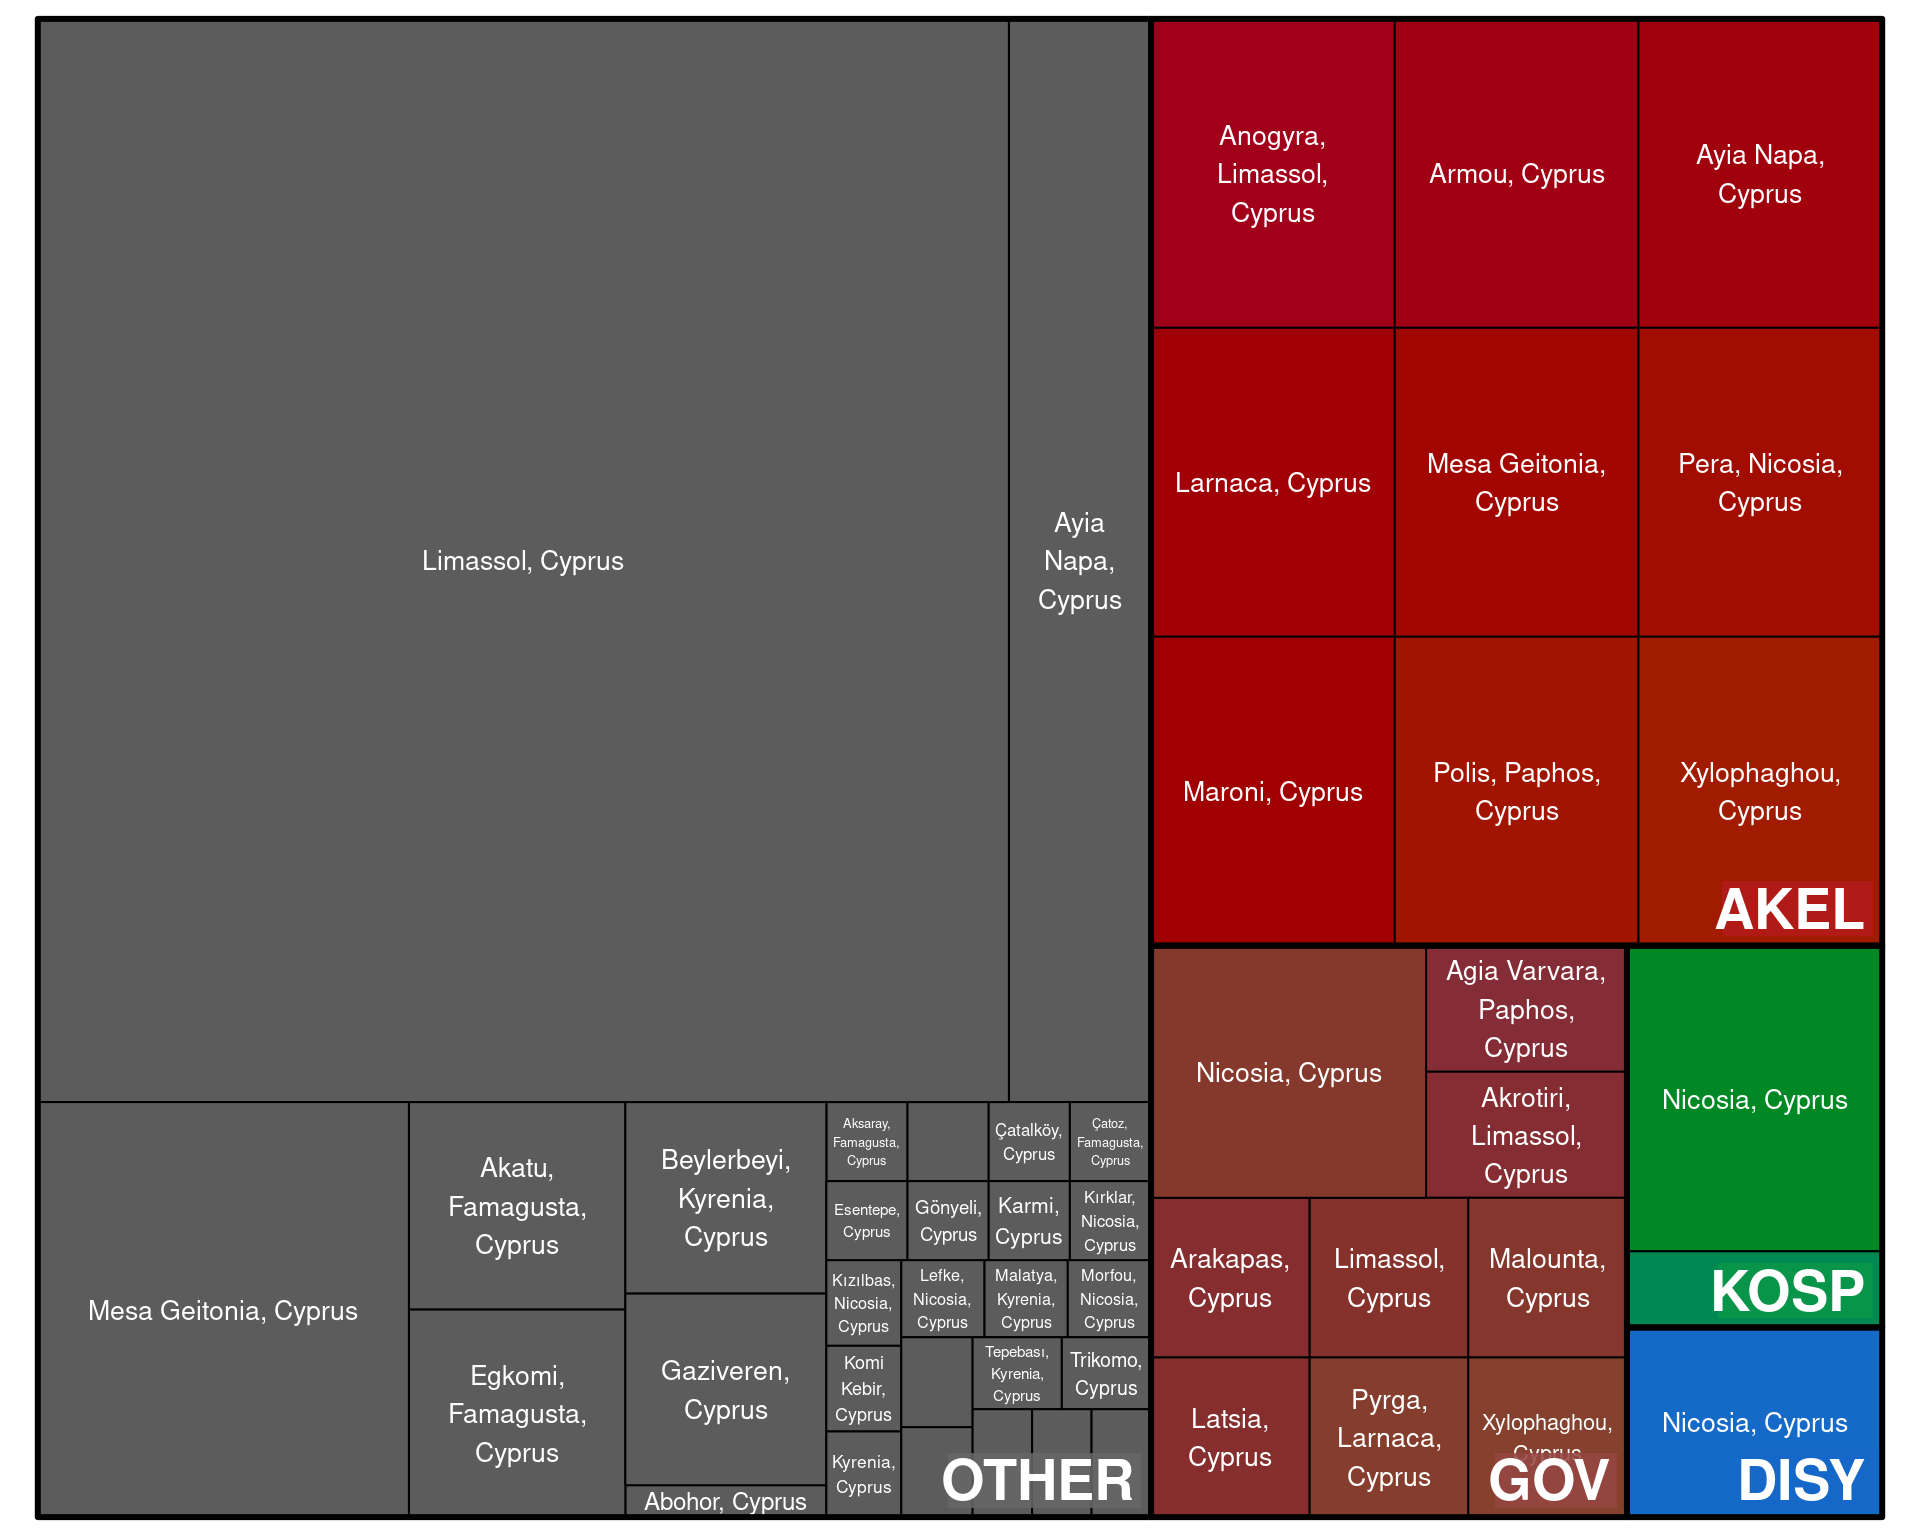 Limassol, Cyprus
Ayia
Napa,
Cyprus
Mesa Geitonia, Cyprus
Akatu,
Famagusta,
Cyprus
Egkomi,
Famagusta,
Cyprus
Beylerbeyi,
Kyrenia,
Cyprus
Gaziveren,
Cyprus
Abohor, Cyprus
Aksaray,
Famagusta,
Cyprus
Çatalköy,
Cyprus
Çatoz,
Famagusta,
Cyprus
Esentepe,
Cyprus
Gönyeli,
Cyprus
Karmi,
Cyprus
Kırklar,
Nicosia,
Cyprus
Kızılbas,
Nicosia,
Cyprus
Lefke,
Nicosia,
Cyprus
Malatya,
Kyrenia,
Cyprus
Morfou,
Nicosia,
Cyprus
Komi
Kebir,
Cyprus
Tepebası,
Kyrenia,
Cyprus
Trikomo,
Cyprus
Kyrenia,
Cyprus
OTHER
Anogyra,
Limassol,
Cyprus
Armou, Cyprus
Ayia Napa,
Cyprus
Larnaca, Cyprus
Mesa Geitonia,
Cyprus
Pera, Nicosia,
Cyprus
Maroni, Cyprus
Polis, Paphos,
Cyprus
Xylophaghou,
Cyprus
AKEL
Nicosia, Cyprus
Agia Varvara,
Paphos,
Cyprus
Akrotiri,
Limassol,
Cyprus
Arakapas,
Cyprus
Limassol,
Cyprus
Malounta,
Cyprus
Latsia,
Cyprus
Pyrga,
Larnaca,
Cyprus
Xylophaghou,
Cyprus
GOV
Nicosia, Cyprus
KOSP
Nicosia, Cyprus
DISY